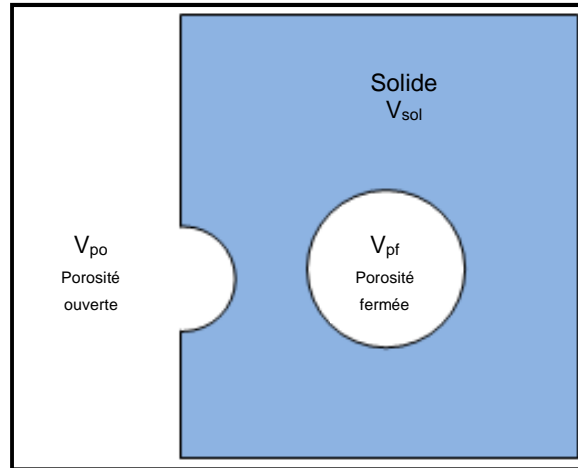 Solide
Vsol
Vpo
Porosité
ouverte
Vpf
Porosité
fermée